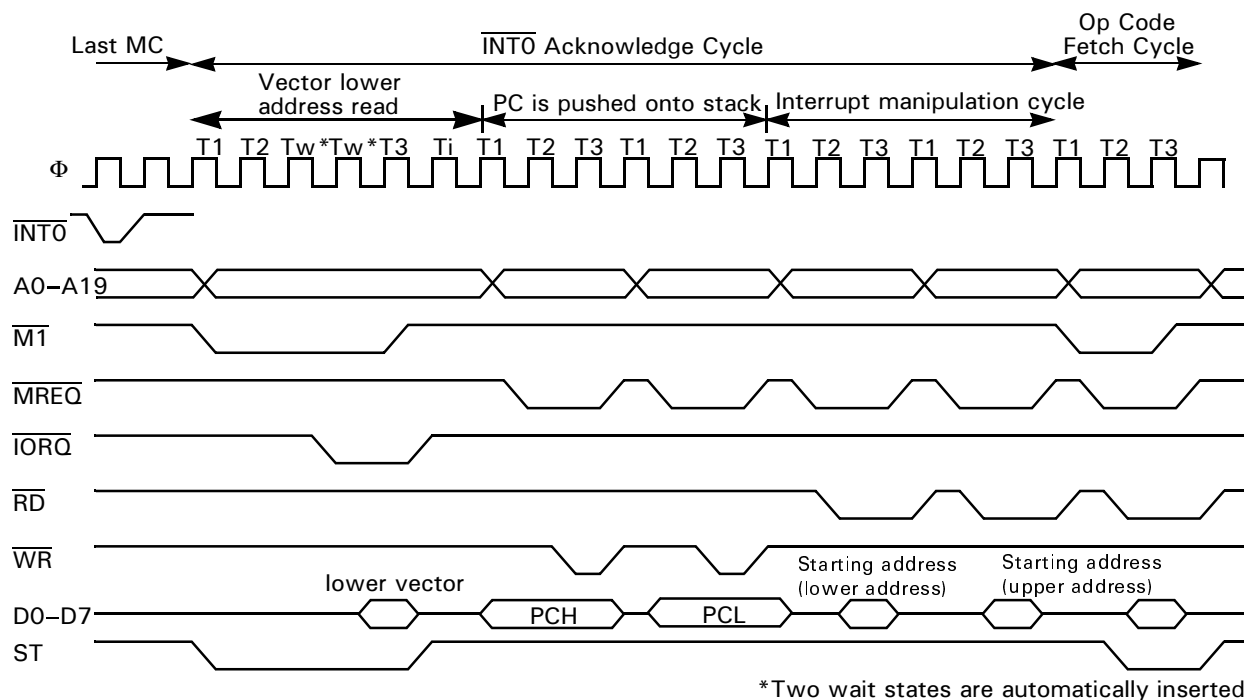 Last MC
INT0 Acknowledge Cycle
Op Code
Fetch Cycle
Vector lower
address read
PC is pushed onto stack
Interrupt manipulation cycle
T1 T2 Tw* Tw* T3 Ti T1 T2 T3 T1 T2 T3 T1 T2 T3 T1 T2 T3 T1 T2 T3
Φ
INT0
A0–A19
M1
MREQ
IORQ
RD
WR
Starting address
(lower address)
Starting address
(upper address)
lower vector
D0–D7
PCH
PCL
ST
*Two wait states are automatically inserted